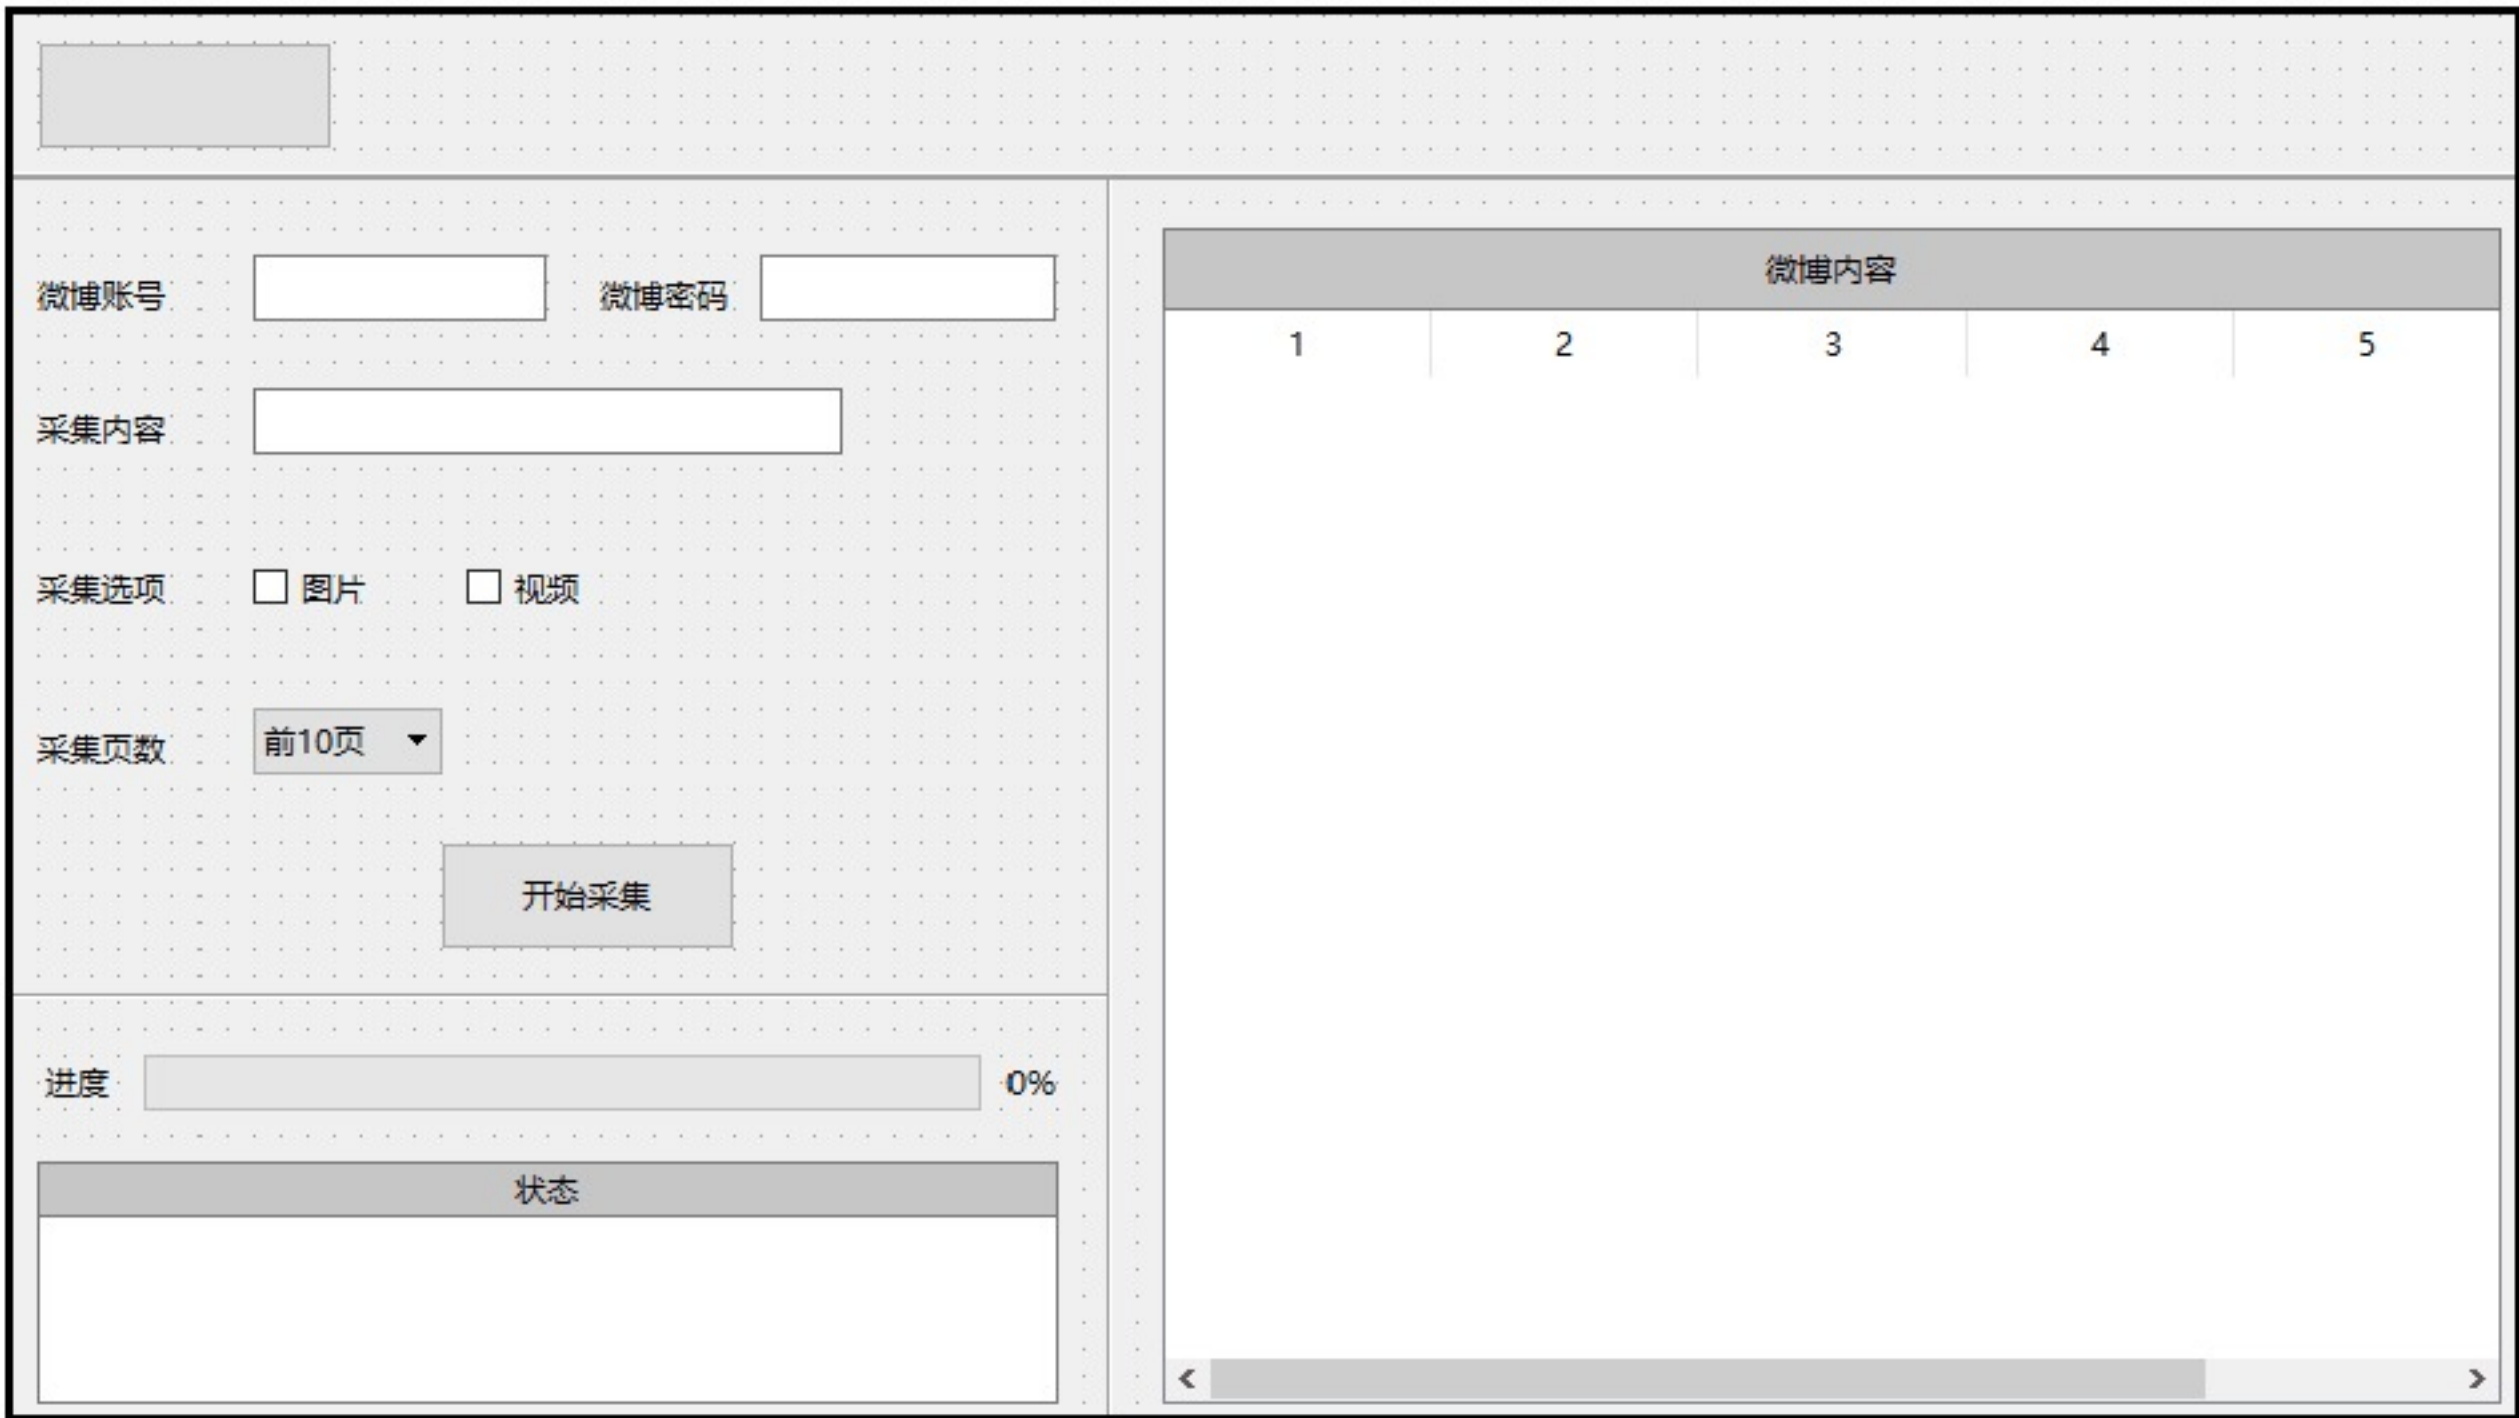 微博账号 微博密码
采集内容
采集选项 图片 视频
采集页数 前10页
开始采集
进度 0%
状态
微博内容
1 2 3 4 5